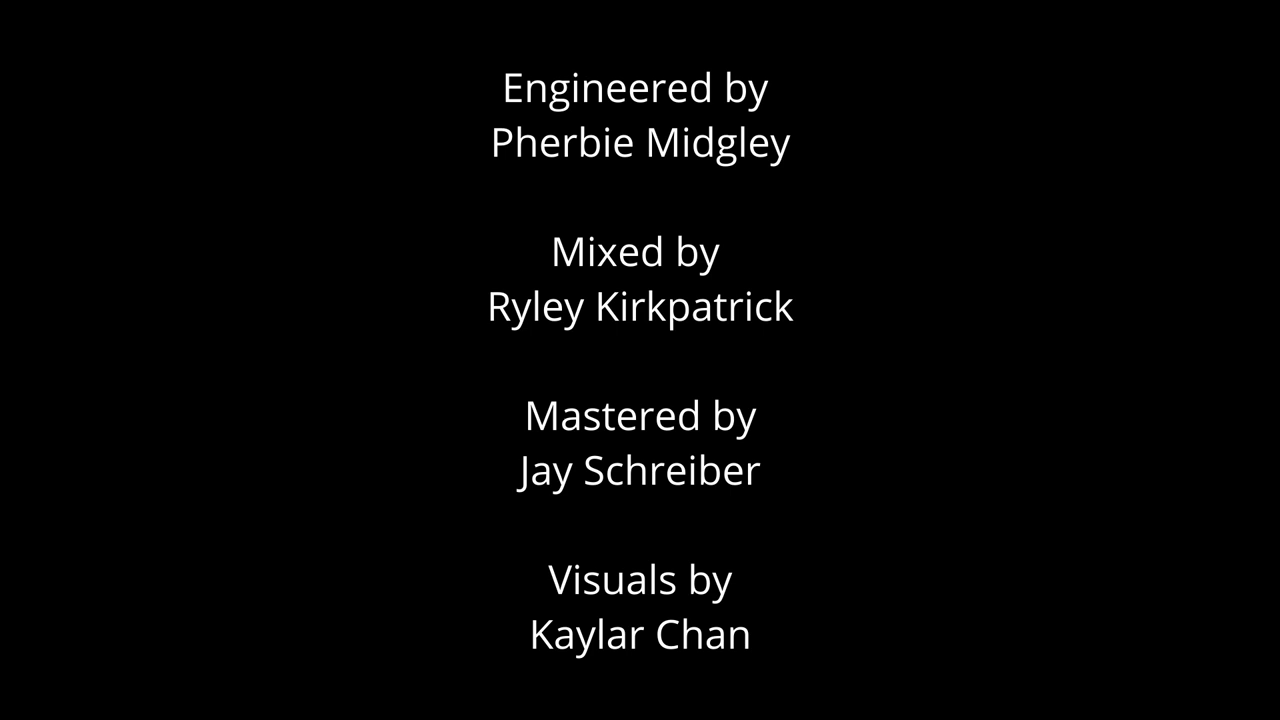 Engineered by
Pherbie Midgley
Mixed by
Ryley Kirkpatrick
Mastered by
Jay Schreiber
Visuals by
Kaylar Chan